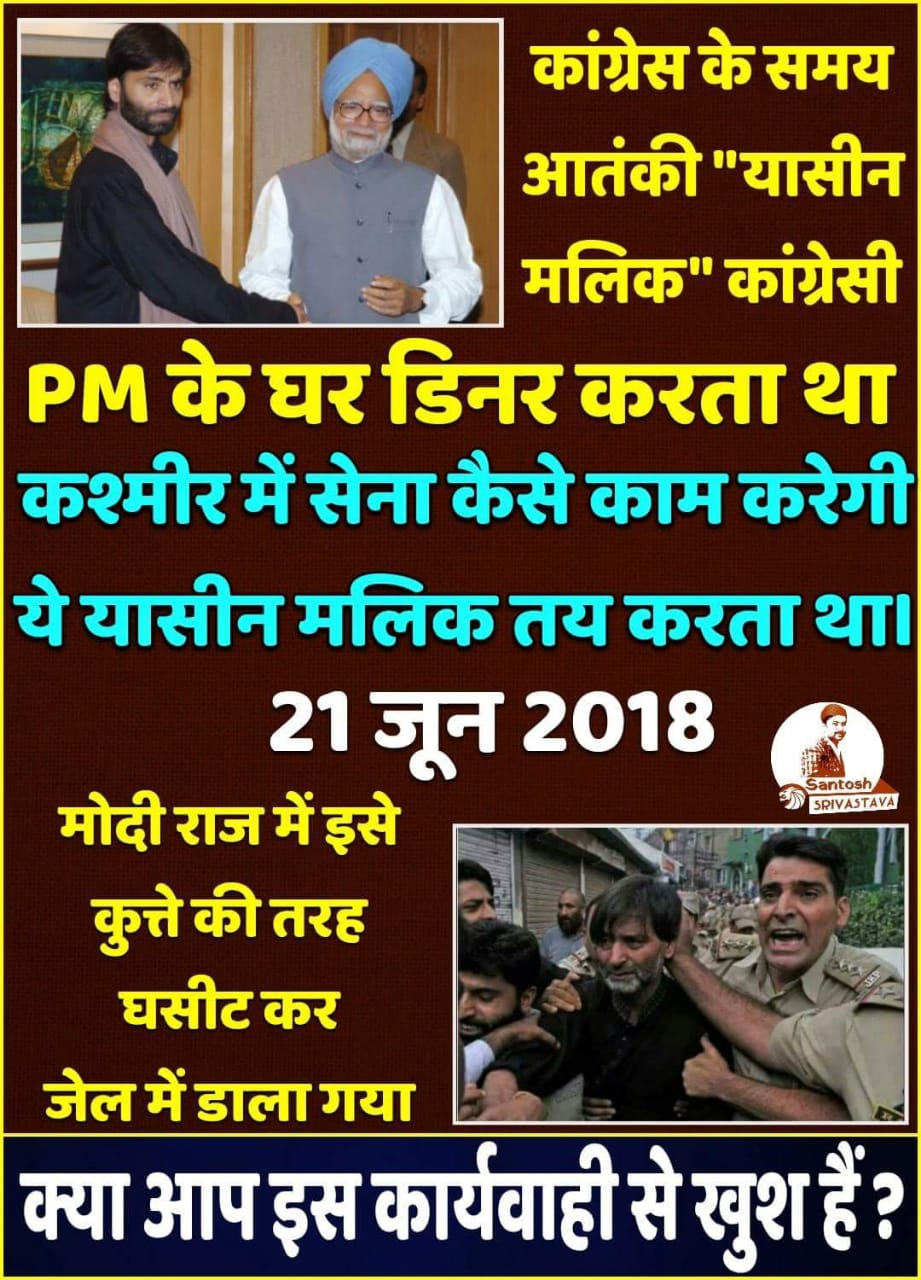 कांग्रेस के समय
आतंकी "यासीन
मलिक" कांग्रेसी
PM के घर डिनर करता था
कश्मीर में सेना कैसे काम करेगी
ये यासीन मलिक तय करता था।
21 जून 2018
Santosh
SRIVASTAVA
मोदी राज में इसे
कुत्ते की तरह
घसीट कर
जेल में डाला गया
JKP
क्या आप इस कार्यवाही से खुश हैं ?